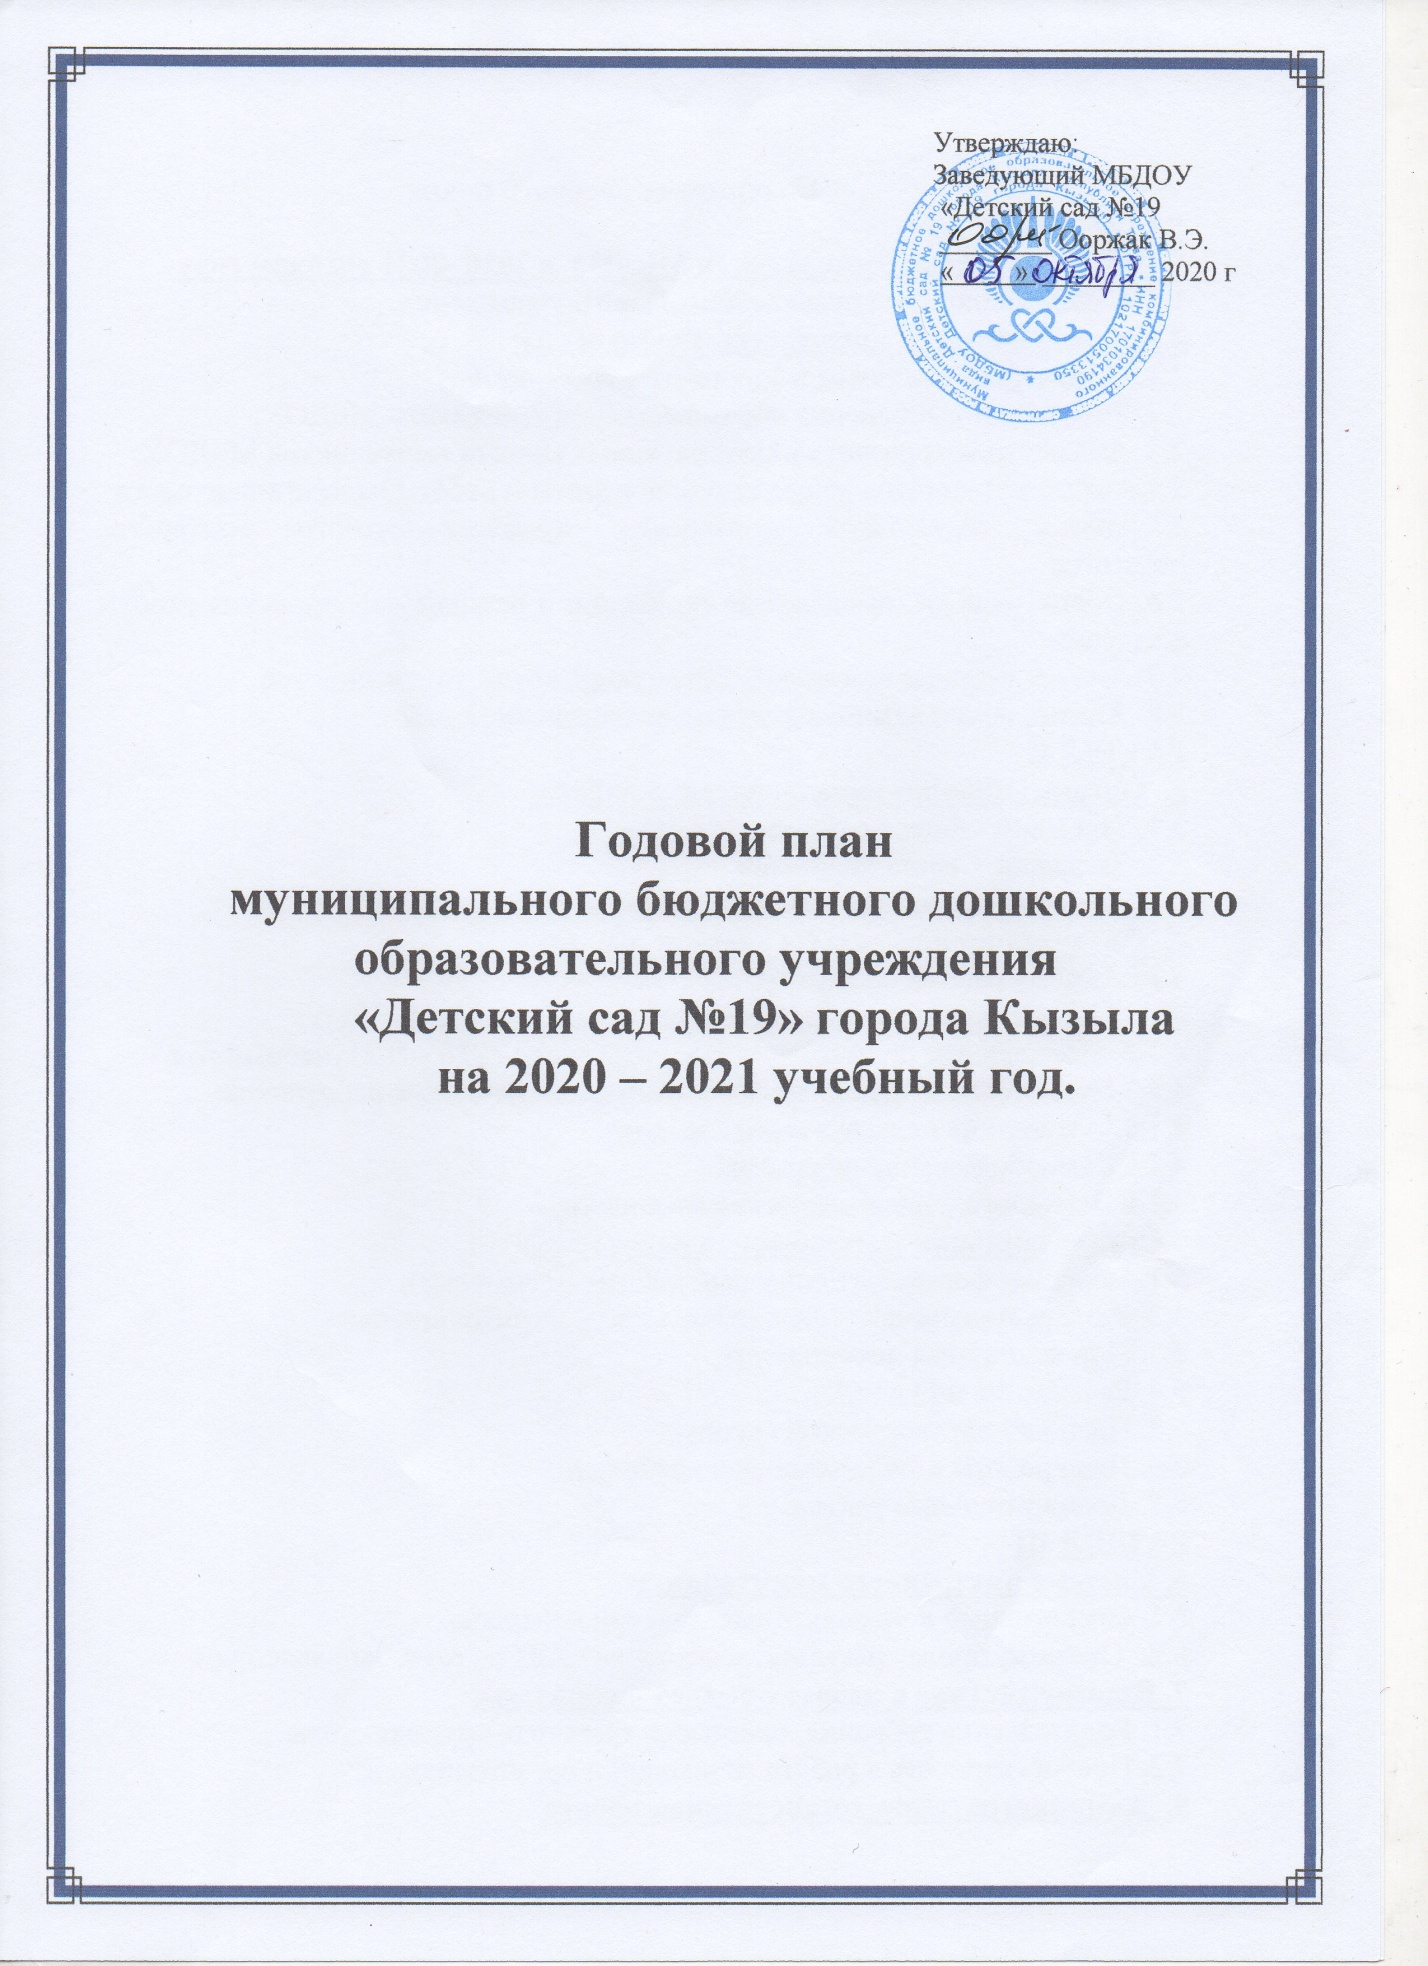 Утверждаю:
Заведующий МБДОУ
«Детский сад №19
Ооржак В.Э.
« 05 » октября 2020 г
Годовой план
муниципального бюджетного дошкольного
образовательного учреждения
«Детский сад №19» города Кызыла
на 2020 – 2021 учебный год.